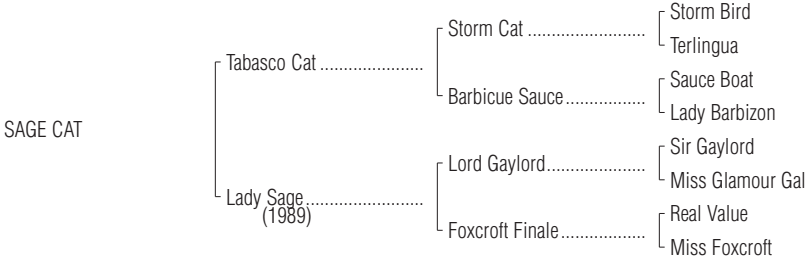 Storm Bird
Storm Cat .........................
Terlingua
Tabasco Cat ......................
Sauce Boat
Barbicue Sauce.................
Lady Barbizon
SAGE CAT
Sir Gaylord
Lord Gaylord.....................
Miss Glamour Gal
Lady Sage.........................
(1989)
Real Value
Foxcroft Finale..................
Miss Foxcroft